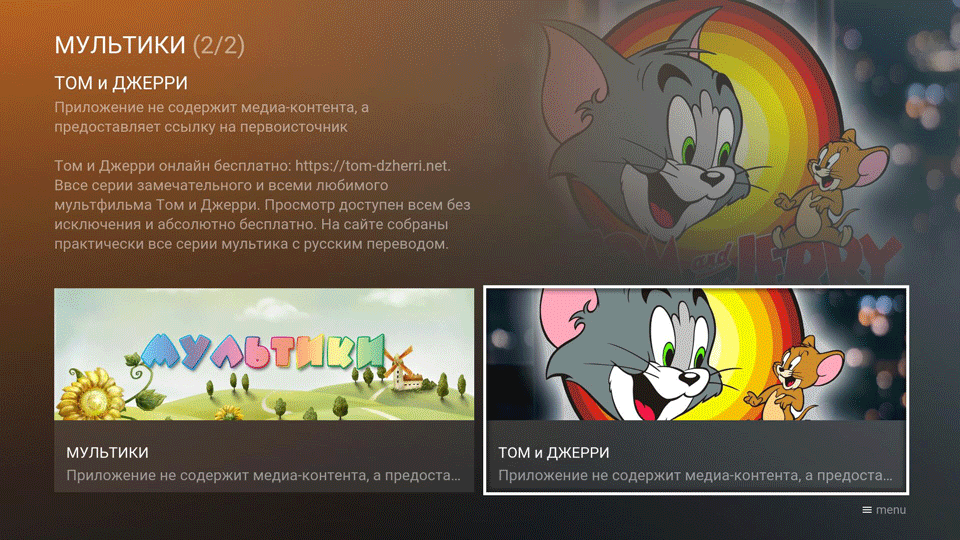 МУЛЬТИКИ (2/2)
ТОМ и ДЖЕРРИ
Приложение не содержит медиа-контента, а
предоставляет ссылку на первоисточник
Том и Джерри онлайн бесплатно: https://tom-dzherri.net.
Ввсе серии замечательного и всеми любимого
мультфильма Том и Джерри. Просмотр доступен всем без
исключения и абсолютно бесплатно. На сайте собраны
практически все серии мультика с русским переводом.
TOM and JERRY
МУЛЬТИКИ
МУЛЬТИКИ
Приложение не содержит медиа-контента, а предоста...
ТОМ и ДЖЕРРИ
Приложение не содержит медиа-контента, а предоста...
menu